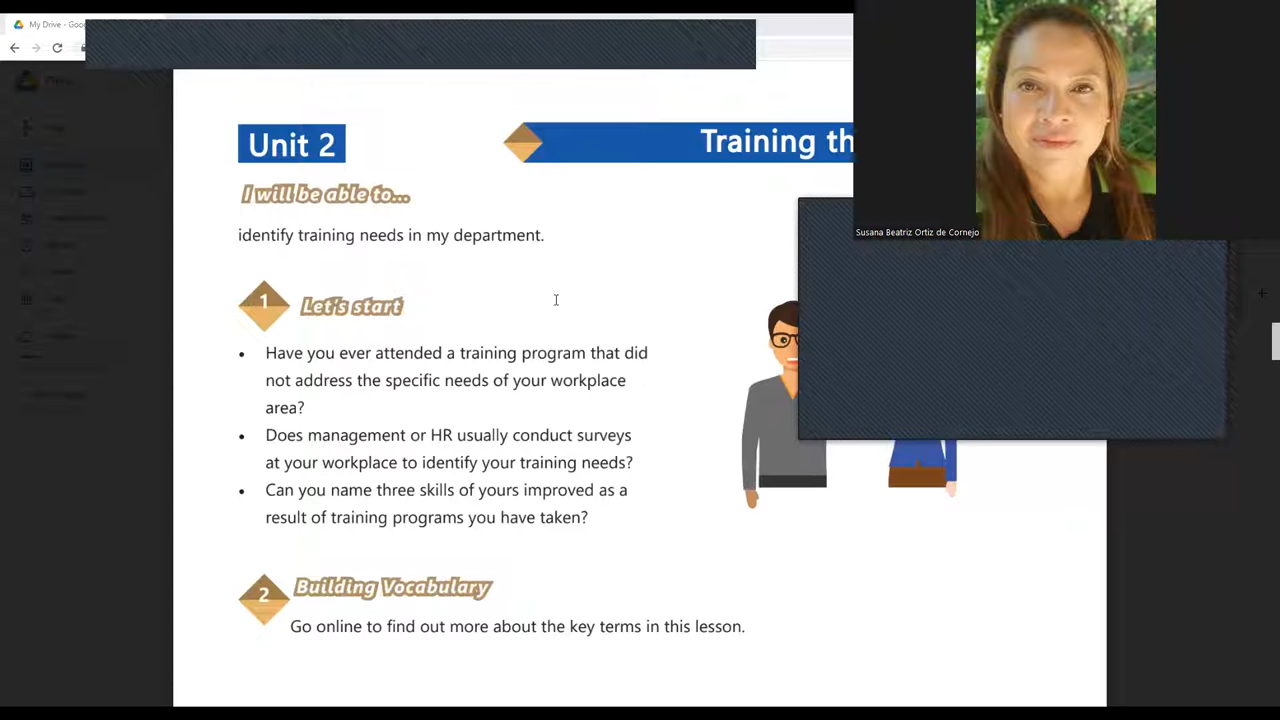 My Drive - Goog
Unit 2
Training th
I will be able to...
identify training needs in my department.
1
Let's start
• Have you ever attended a training program that did
not address the specific needs of your workplace
area?
• Does management or HR usually conduct surveys
at your workplace to identify your training needs?
• Can you name three skills of yours improved as a
result of training programs you have taken?
2
Building Vocabulary
Go online to find out more about the key terms in this lesson.
Susana Beatriz Ortiz de Cornejo